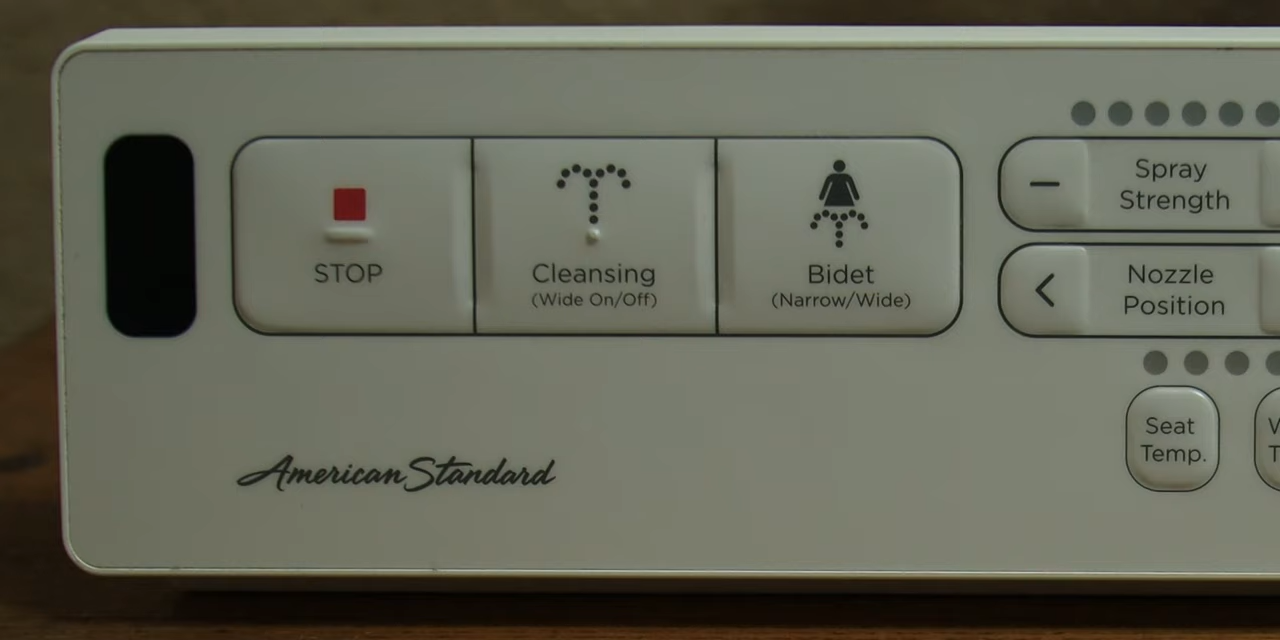 STOP
Cleansing
(Wide On/Off)
Bidet
(Narrow/Wide)
Spray
Strength
Nozzle
Position
Seat
Temp.
American Standard